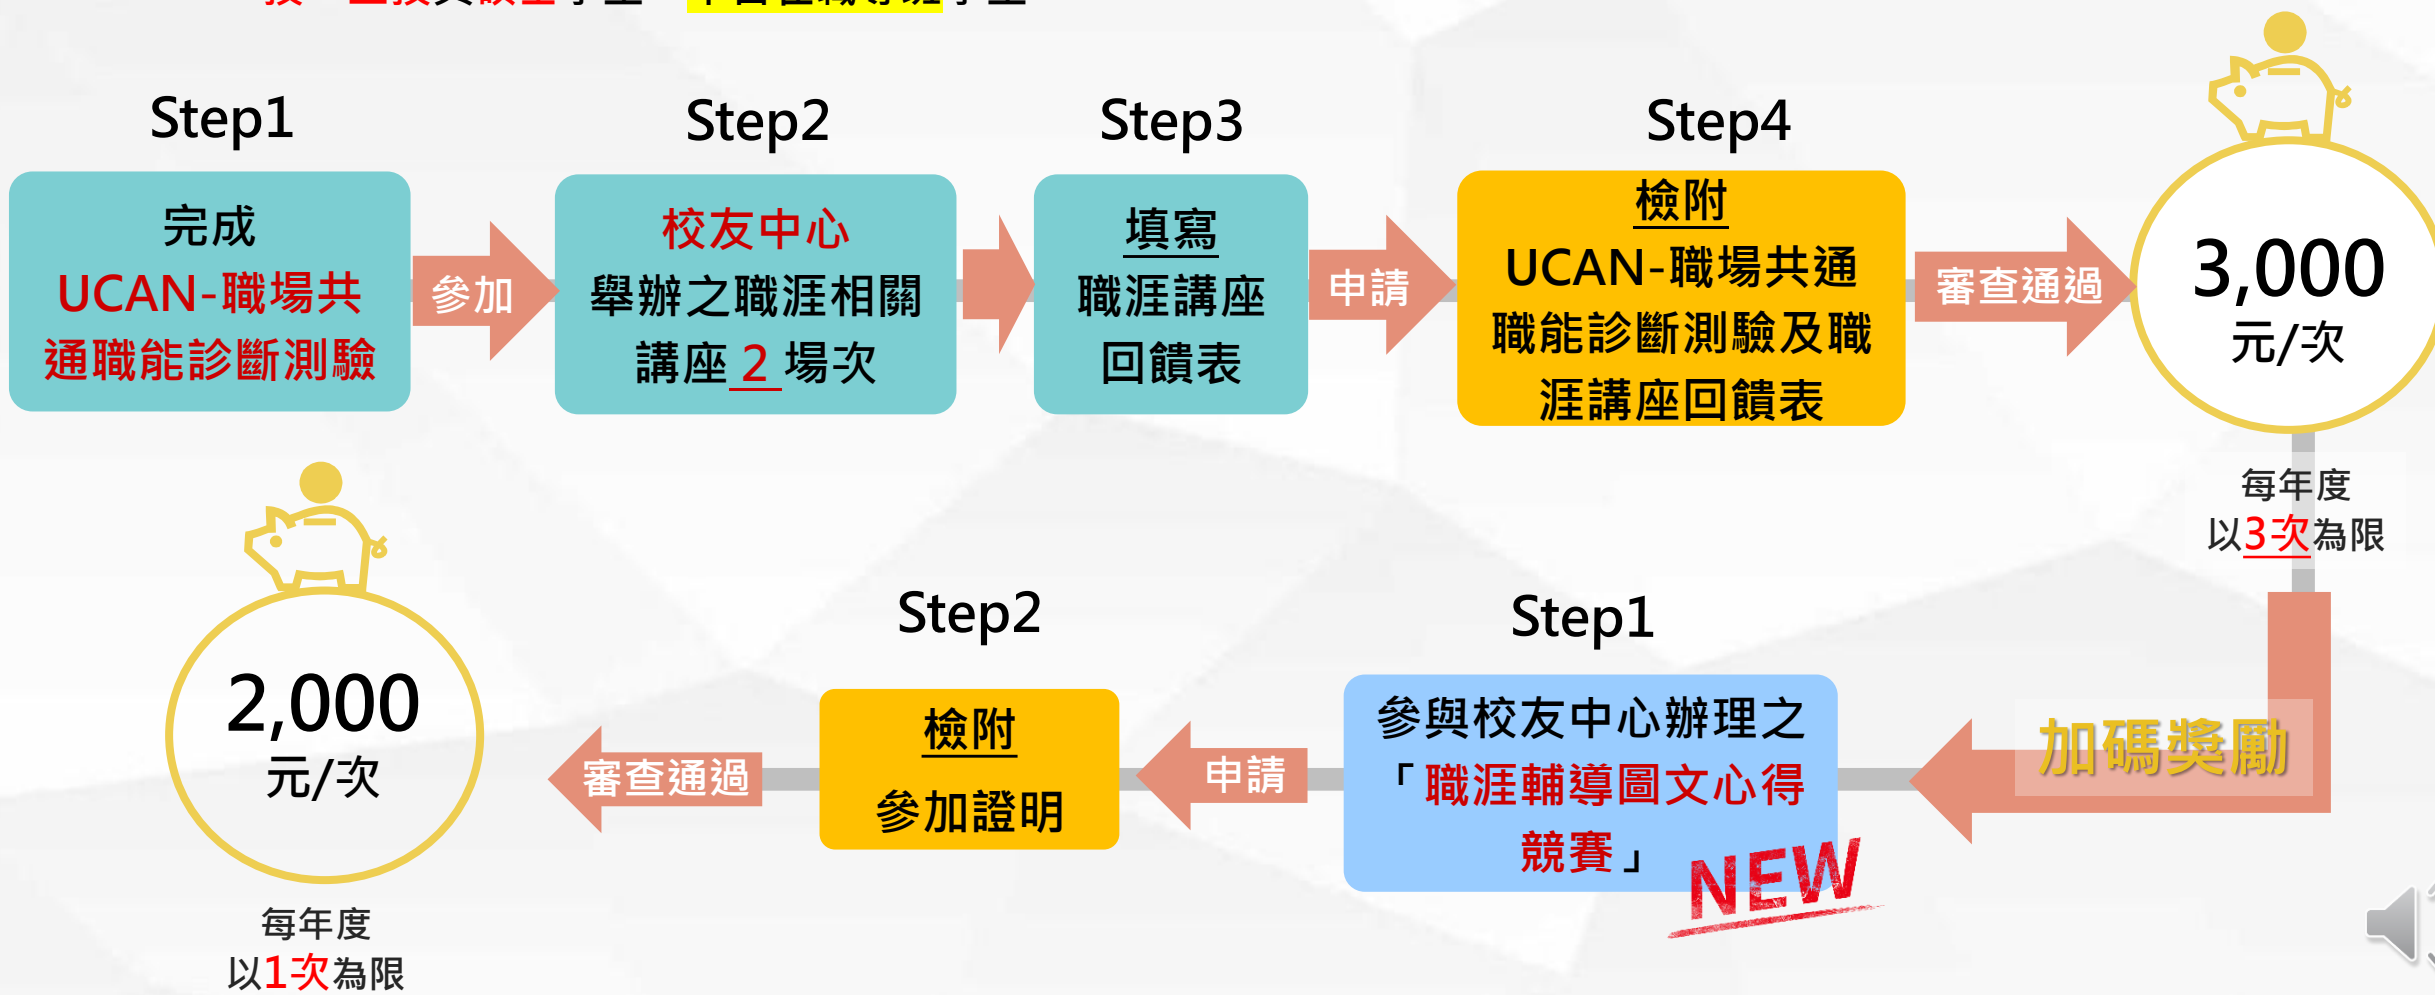 Step1
Step2
Step3
Step4
完成
UCAN-職場共
通職能診斷測驗
參加
校友中心
舉辦之職涯相關
講座 2 場次
填寫
職涯講座
回饋表
申請
檢附
UCAN-職場共通
職能診斷測驗及職
涯講座回饋表
審查通過
3,000
元/次
每年度
以3次為限
加碼獎勵
Step1
參與校友中心辦理之
「職涯輔導圖文心得
競賽」
NEW
申請
Step2
檢附
參加證明
審查通過
2,000
元/次
每年度
以1次為限